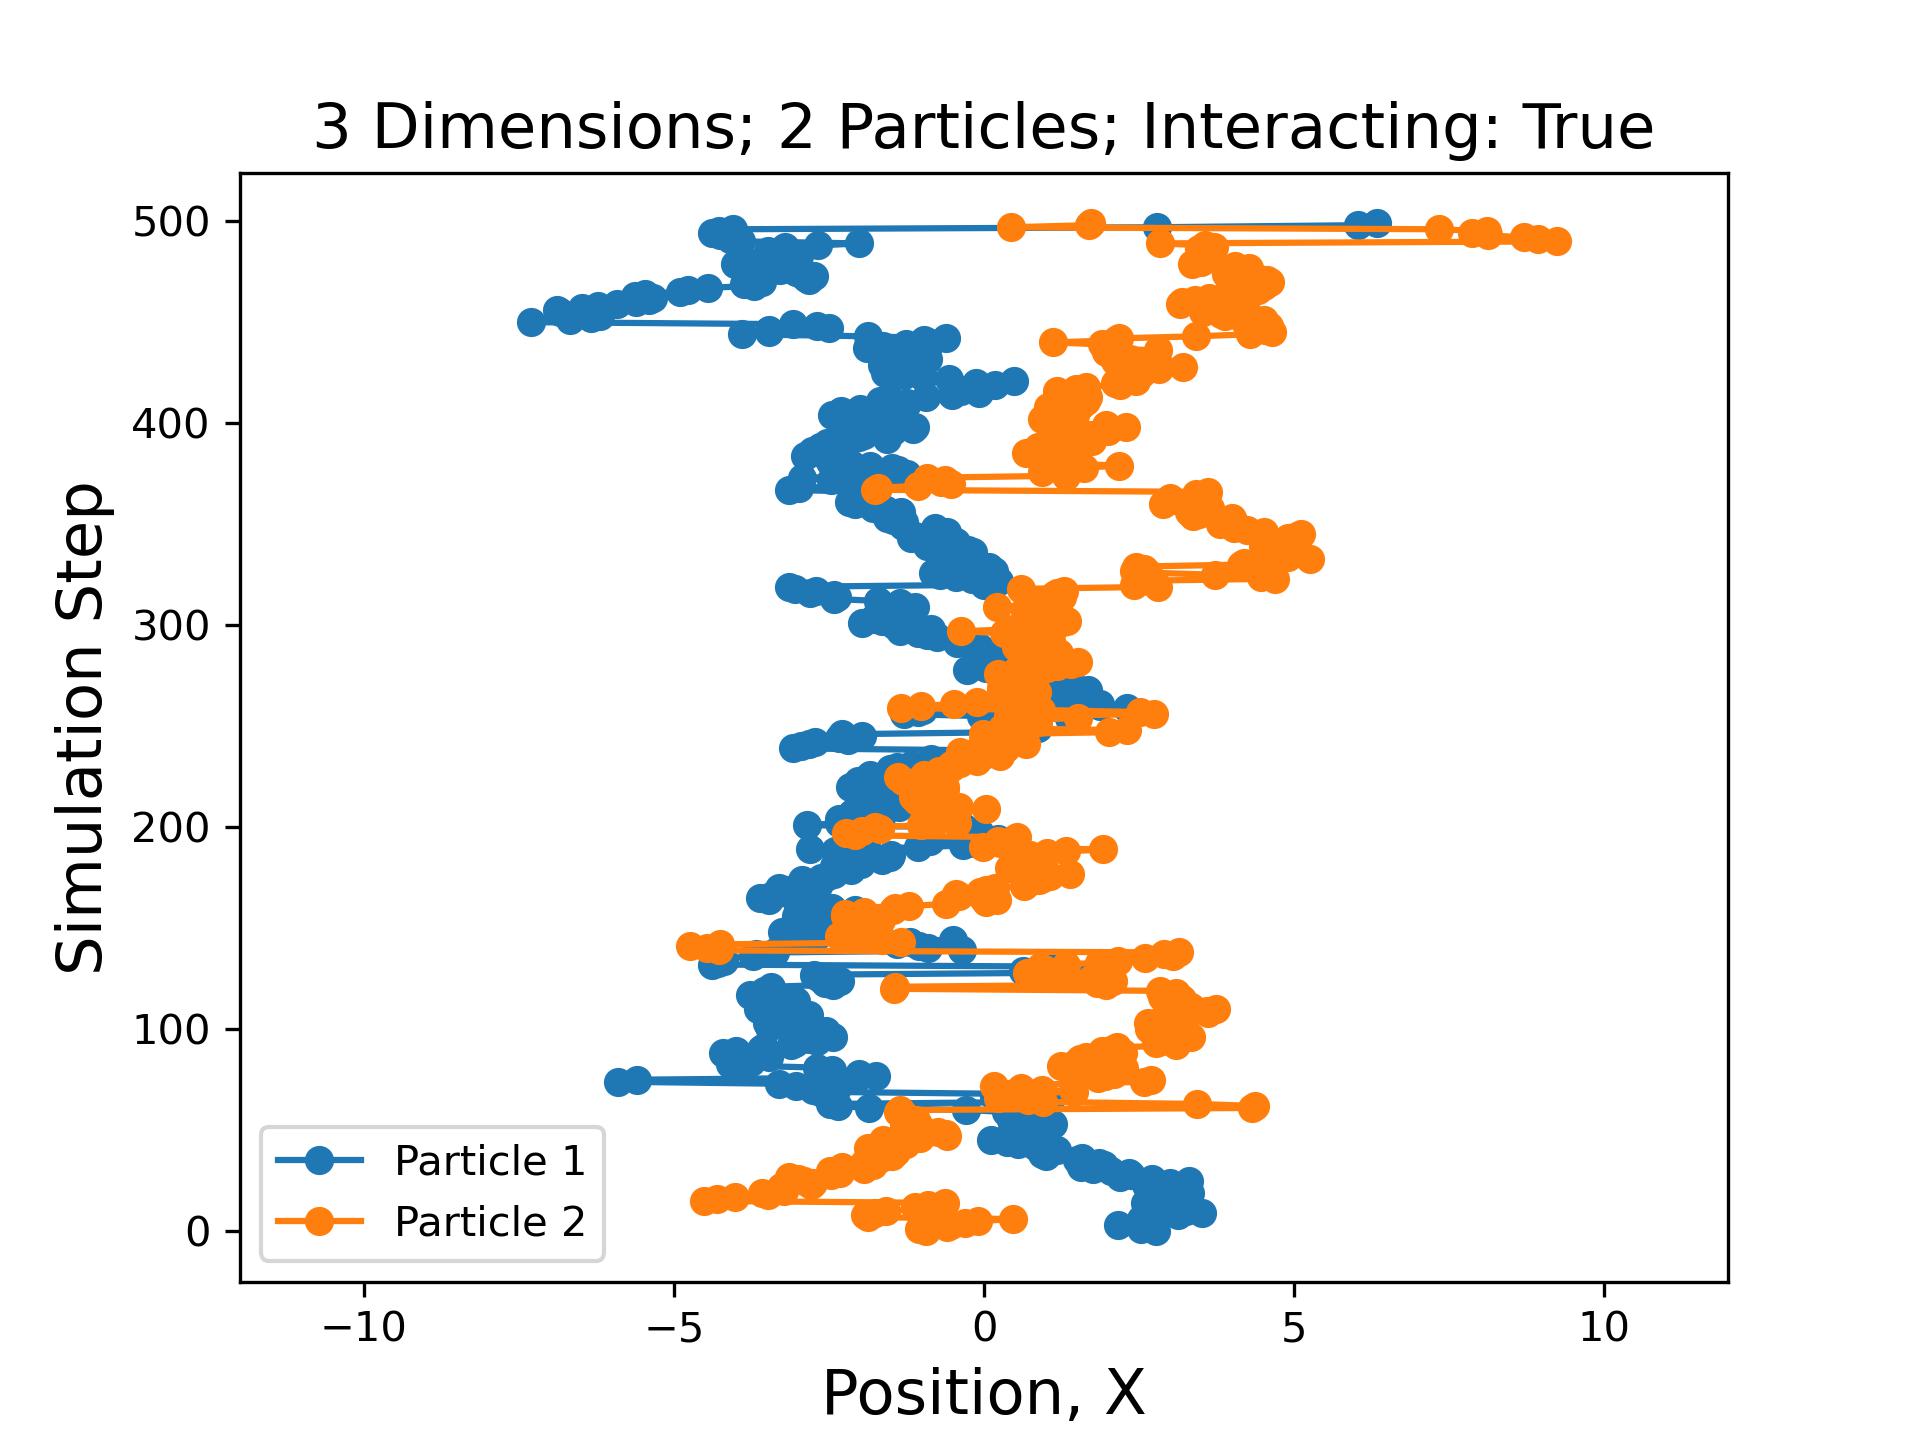 3 Dimensions; 2 Particles; Interacting: True
Simulation Step
500
400
300
200
100
0
Particle 1
Particle 2
−10
−5
0
5
10
Position, X